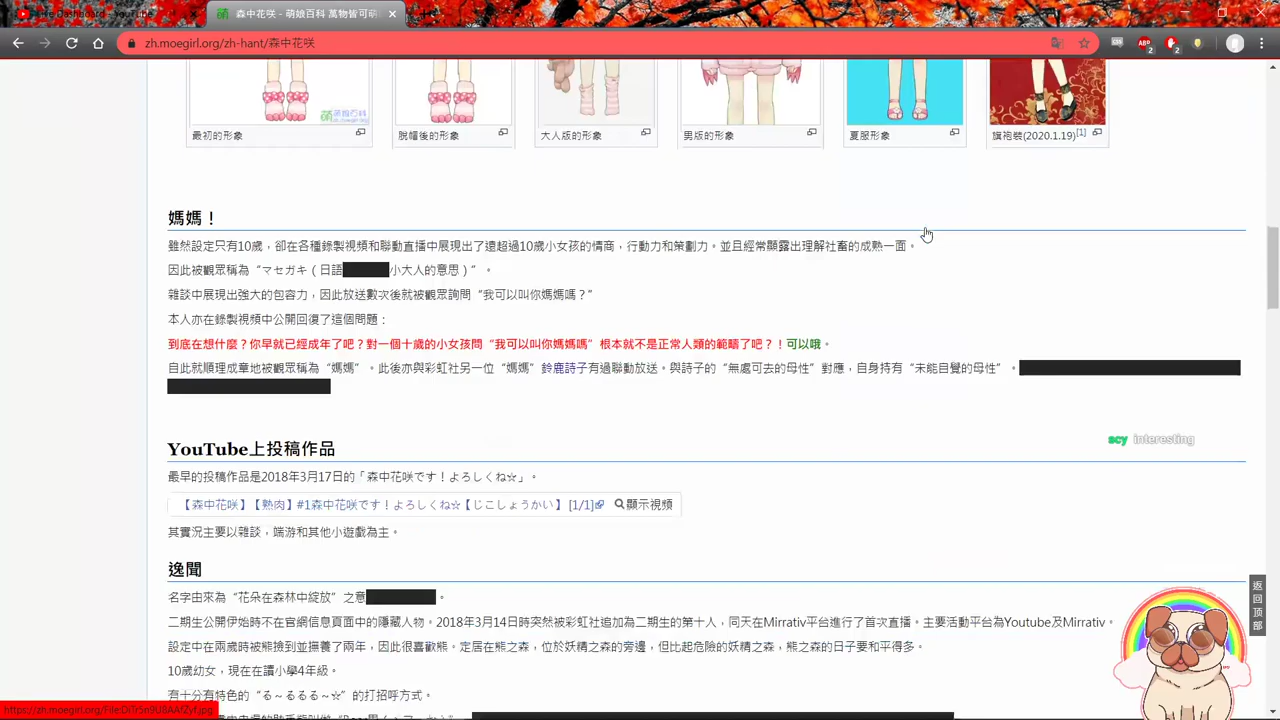 Live Dashboard - YouTube
森中花咲 - 萌娘百科 萬物皆可萌
zh.moegirl.org/zh-hant/森中花咲
ABP 2 2
萌娘百科
最初的形象
脫帽後的形象
大人版的形象
男版的形象
夏服形象
旗袍裝(2020.1.19)[1]
媽媽！
雖然設定只有10歲，卻在各種錄製視頻和聯動直播中展現出了遠超過10歲小女孩的情商，行動力和策劃力。並且經常顯露出理解社畜的成熟一面。
因此被觀眾稱為“マセガキ（日語 小大人的意思）”。
雜談中展現出強大的包容力，因此放送數次後就被觀眾詢問“我可以叫你媽媽嗎？”
本人亦在錄製視頻中公開回復了這個問題：
到底在想什麼？你早就已經成年了吧？對一個十歲的小女孩問“我可以叫你媽媽嗎”根本就不是正常人類的範疇了吧？！可以哦。
自此就順理成章地被觀眾稱為“媽媽”。此後亦與彩虹社另一位“媽媽”鈴鹿詩子有過聯動放送。與詩子的“無處可去的母性”對應，自身持有“未能目覺的母性”。
scy interesting
YouTube上投稿作品
最早的投稿作品是2018年3月17日的「森中花咲です！よろしくね☆」。
【森中花咲】【熟肉】#1森中花咲です！よろしくね☆【じこしょうかい】 [1/1] 顯示視頻
其實況主要以雜談，端游和其他小遊戲為主。
逸聞
返回頂部
名字由來為“花朵在森林中綻放”之意 。
二期生公開伊始時不在官網信息頁面中的隱藏人物。2018年3月14日時突然被彩虹社追加為二期生的第十人，同天在Mirrativ平台進行了首次直播。主要活動平台為Youtube及Mirrativ。
設定中在兩歲時被熊撿到並撫養了兩年，因此很喜歡熊。定居在熊之森，位於妖精之森的旁邊，但比起危險的妖精之森，熊之森的日子要和平得多。
10歲幼女，現在在讀小學4年級。
有十分有特色的“る～るるる～☆”的打招呼方式。
https://zh.moegirl.org/File:DiTr5n9U8AAfZyf.jpg